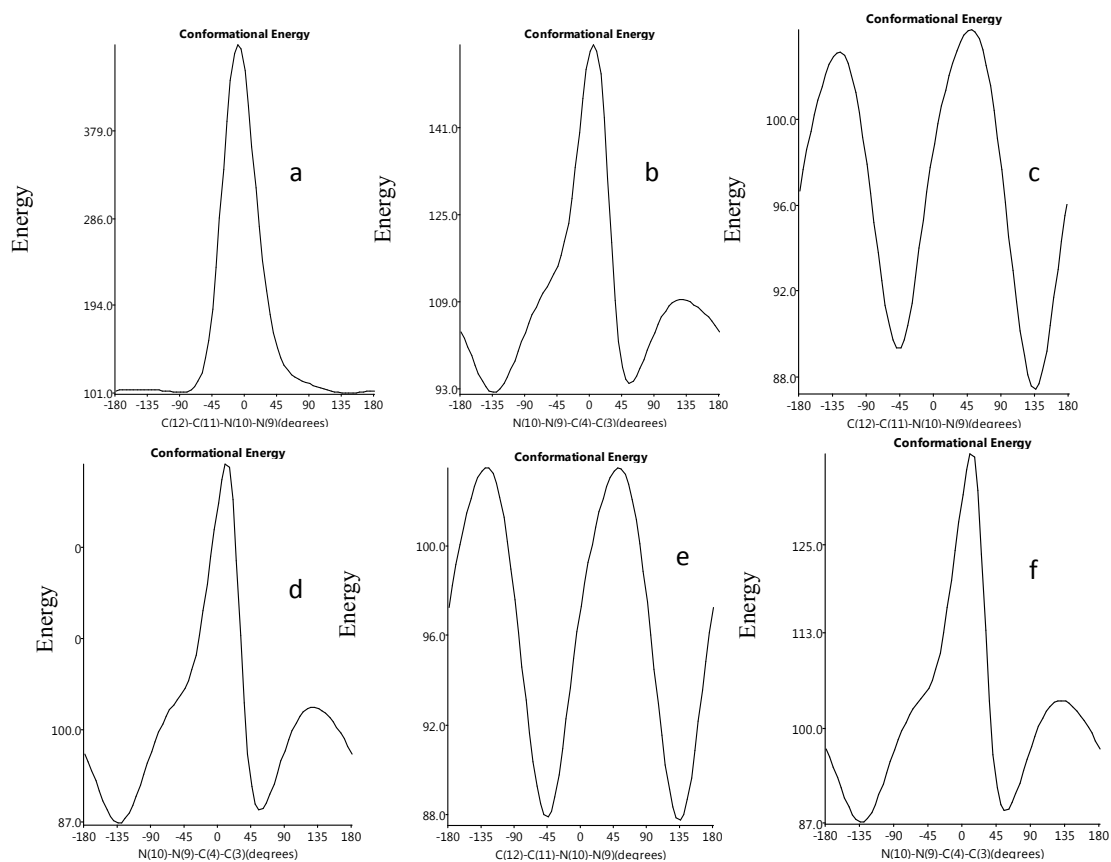 Conformational Energy
Energy
379.0
286.0
194.0
101.0
a
-180 -135 -90 -45 0 45 90 135 180
C(12)-C(11)-N(10)-N(9)(degrees)
Conformational Energy
Energy
141.0
125.0
109.0
93.0
b
-180 -135 -90 -45 0 45 90 135 180
N(10)-N(9)-C(4)-C(3)(degrees)
Conformational Energy
Energy
100.0
96.0
92.0
88.0
c
-180 -135 -90 -45 0 45 90 135 180
C(12)-C(11)-N(10)-N(9)(degrees)
Conformational Energy
Energy
0
0
100.0
87.0
d
-180 -135 -90 -45 0 45 90 135 180
N(10)-N(9)-C(4)-C(3)(degrees)
Conformational Energy
Energy
100.0
96.0
92.0
88.0
e
-180 -135 -90 -45 0 45 90 135 180
C(12)-C(11)-N(10)-N(9)(degrees)
Conformational Energy
Energy
125.0
113.0
100.0
87.0
f
-180 -135 -90 -45 0 45 90 135 180
N(10)-N(9)-C(4)-C(3)(degrees)